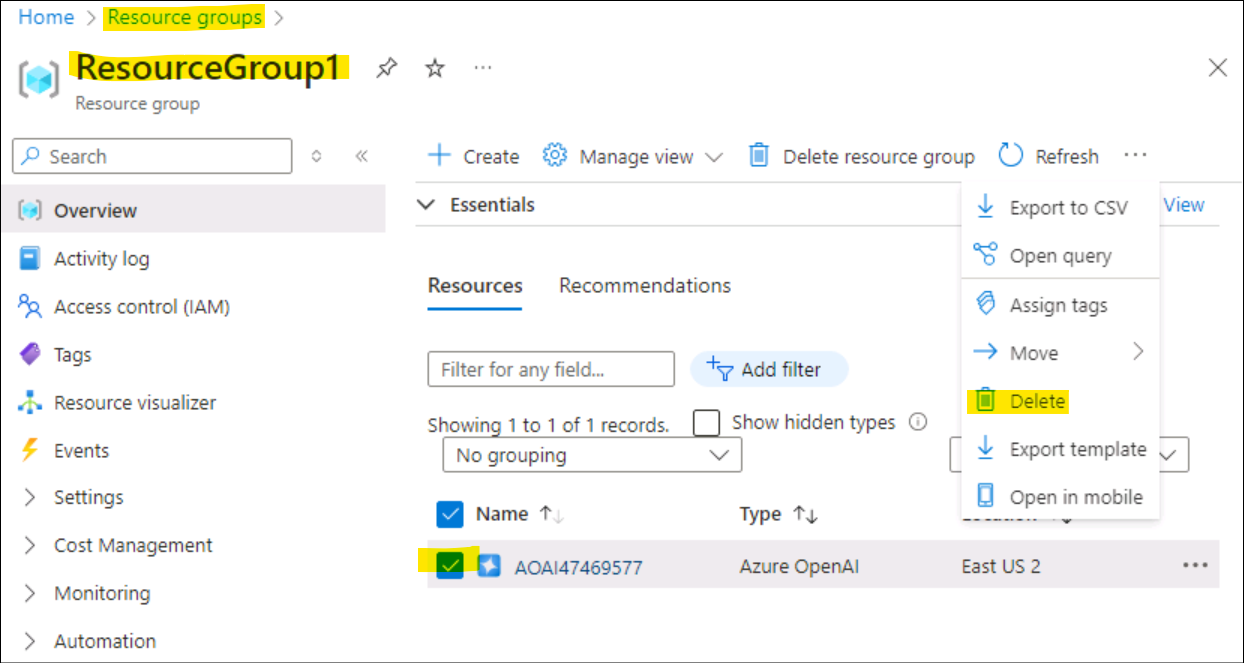 Home > Resource groups >
ResourceGroup1 ...
Resource group
Search
Create Manage view Delete resource group Refresh ...
Overview
Activity log
Access control (IAM)
Tags
Resource visualizer
Events
Settings
Cost Management
Monitoring
Automation
Essentials
View
Export to CSV
Open query
Assign tags
Move
Delete
Export template
Open in mobile
Resources Recommendations
Filter for any field... Add filter
Showing 1 to 1 of 1 records. Show hidden types
No grouping
Name Type
AOAI47469577 Azure OpenAI East US 2 ...